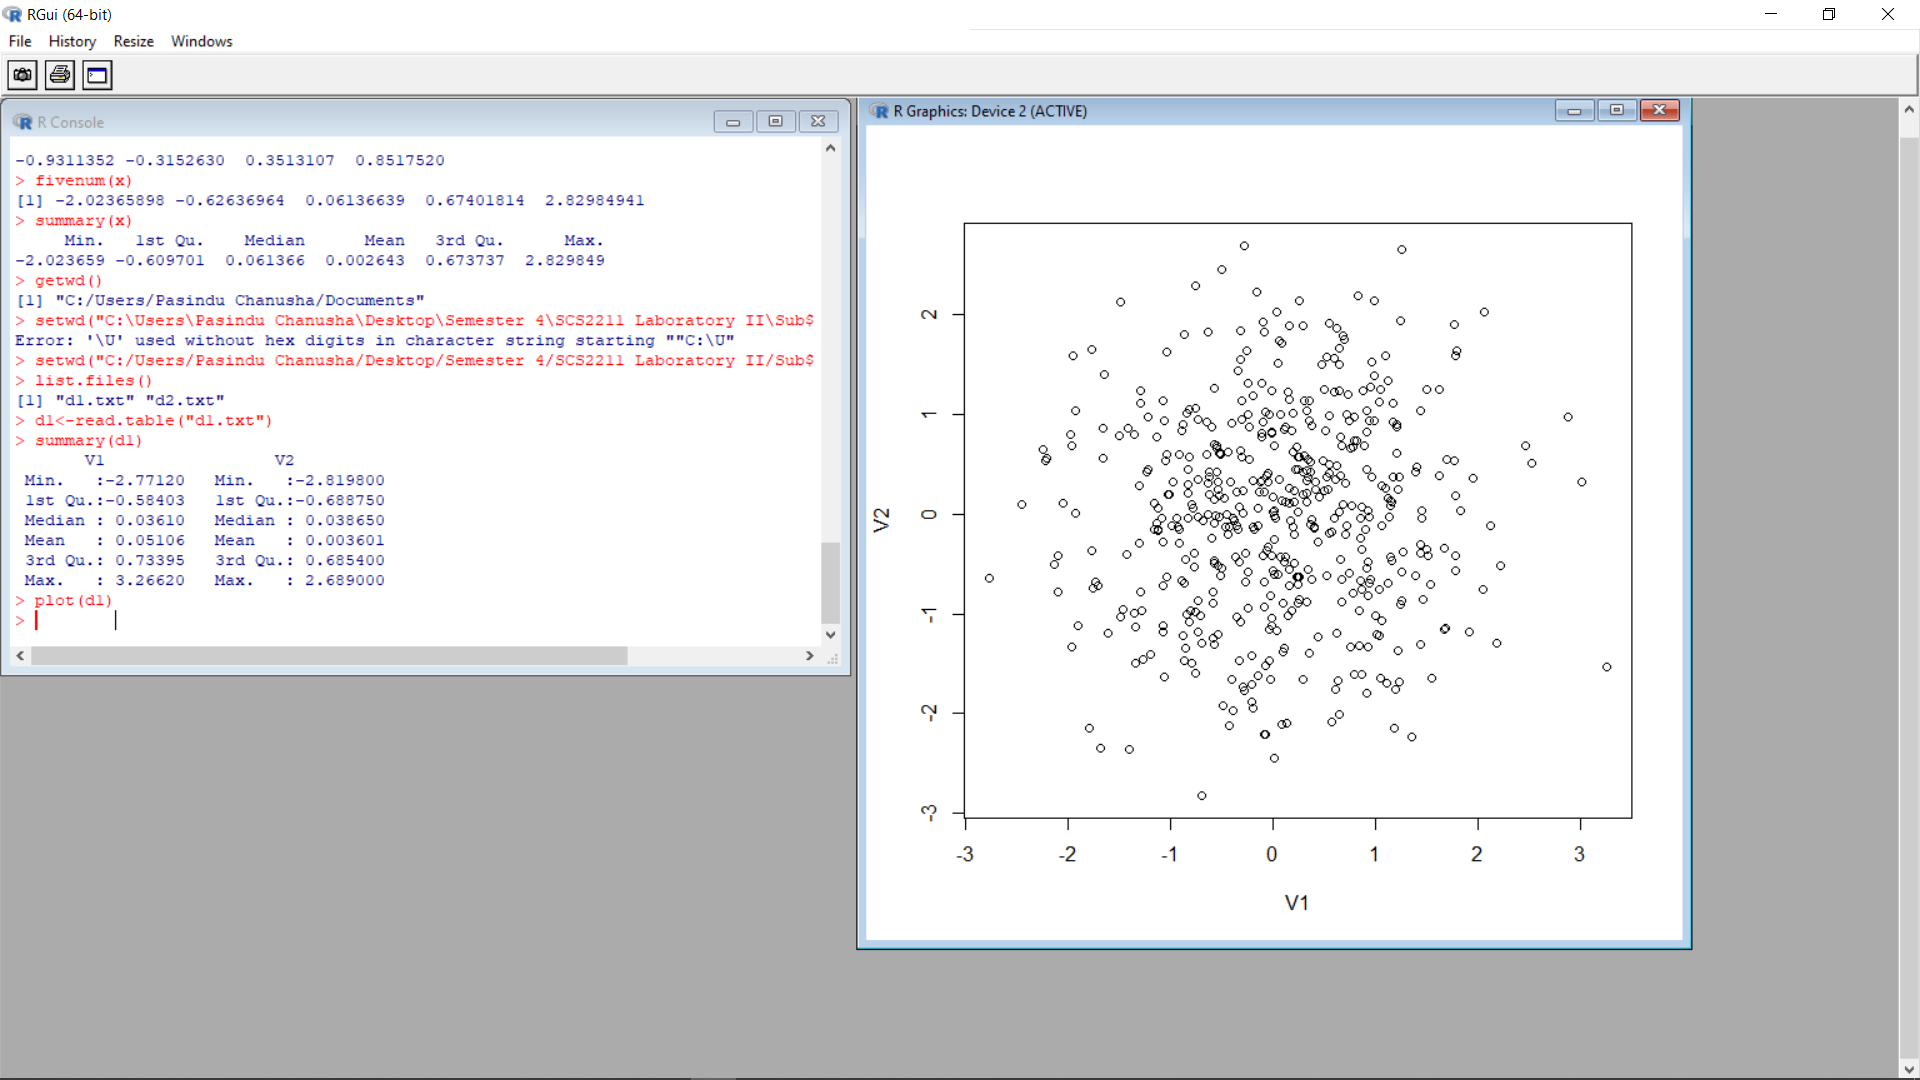 RGui (64-bit)
File History Resize Windows
R Console
-0.9311352 -0.3152630 0.3513107 0.8517520
> fivenum(x)
[1] -2.02365898 -0.62636964 0.06136639 0.67401814 2.82984941
> summary(x)
Min. 1st Qu. Median Mean 3rd Qu. Max.
-2.023659 -0.609701 0.061366 0.002643 0.673737 2.829849
> getwd()
[1] "C:/Users/Pasindu Chanusha/Documents"
> setwd("C:\Users\Pasindu Chanusha\Desktop\Semester 4\SCS2211 Laboratory II\Sub$
Error: '\U' used without hex digits in character string starting ""C:\U"
> setwd("C:/Users/Pasindu Chanusha/Desktop/Semester 4/SCS2211 Laboratory II/Sub$
> list.files()
[1] "d1.txt" "d2.txt"
> d1<-read.table("d1.txt")
> summary(d1)
V1 V2
Min. :-2.77120 Min. :-2.819800
1st Qu.:-0.58403 1st Qu.:-0.688750
Median : 0.03610 Median : 0.038650
Mean : 0.05106 Mean : 0.003601
3rd Qu.: 0.73395 3rd Qu.: 0.685400
Max. : 3.26620 Max. : 2.689000
> plot(d1)
>
R Graphics: Device 2 (ACTIVE)
2
1
0
-1
-2
-3
V2
-3 -2 -1 0 1 2 3
V1